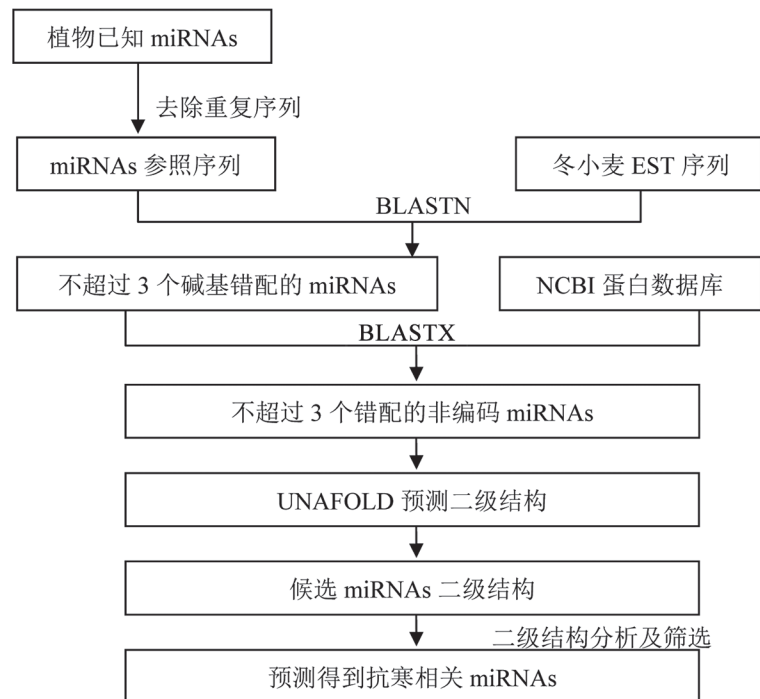 植物已知 miRNAs
去除重复序列
miRNAs 参照序列
冬小麦 EST 序列
BLASTN
不超过 3 个碱基错配的 miRNAs
NCBI 蛋白数据库
BLASTX
不超过 3 个错配的非编码 miRNAs
UNAFOLD 预测二级结构
候选 miRNAs 二级结构
二级结构分析及筛选
预测得到抗寒相关 miRNAs